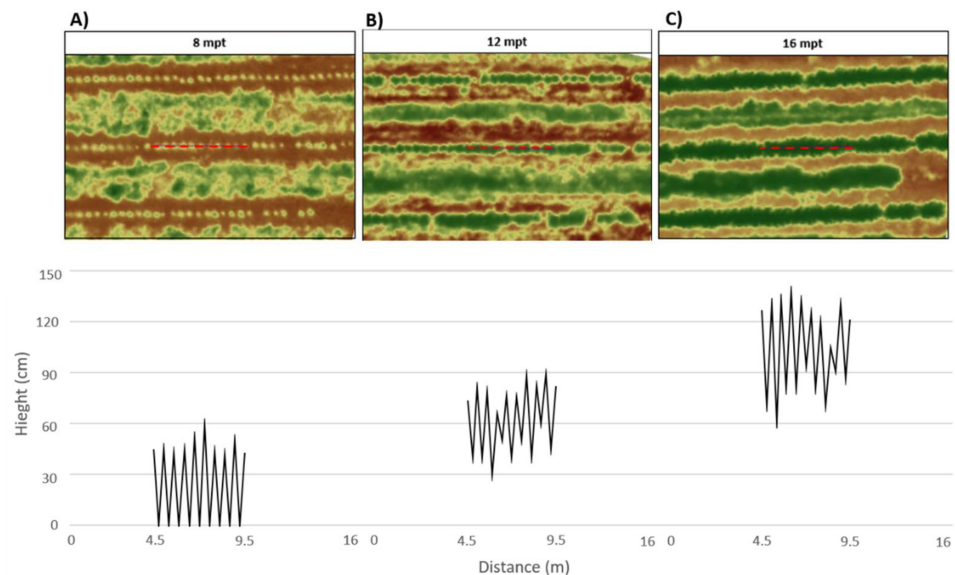 A)
B)
C)
8 mpt
12 mpt
16 mpt
150
120
90
60
30
0
Hieght (cm)
0 4.5 9.5 16 0 4.5 9.5 16 0 4.5 9.5 16
Distance (m)